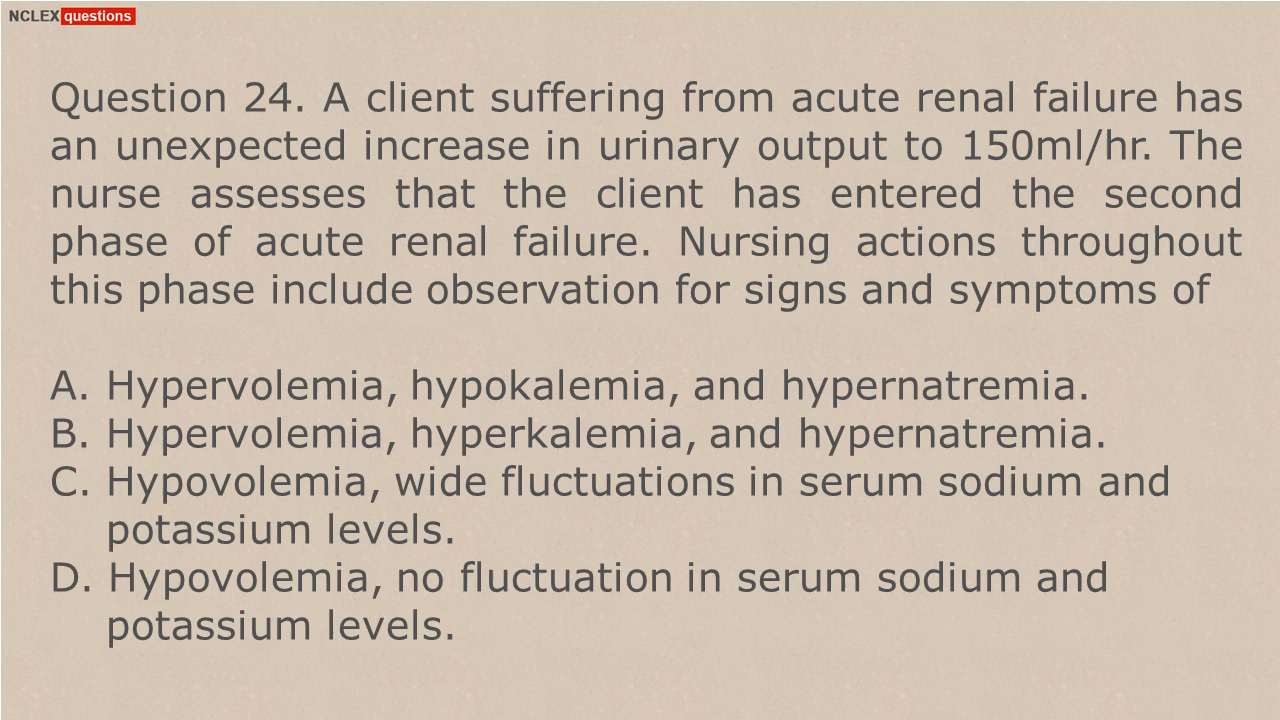 NCLEX questions
Question 24. A client suffering from acute renal failure has
an unexpected increase in urinary output to 150ml/hr. The
nurse assesses that the client has entered the second
phase of acute renal failure. Nursing actions throughout
this phase include observation for signs and symptoms of
A. Hypervolemia, hypokalemia, and hypernatremia.
B. Hypervolemia, hyperkalemia, and hypernatremia.
C. Hypovolemia, wide fluctuations in serum sodium and
potassium levels.
D. Hypovolemia, no fluctuation in serum sodium and
potassium levels.